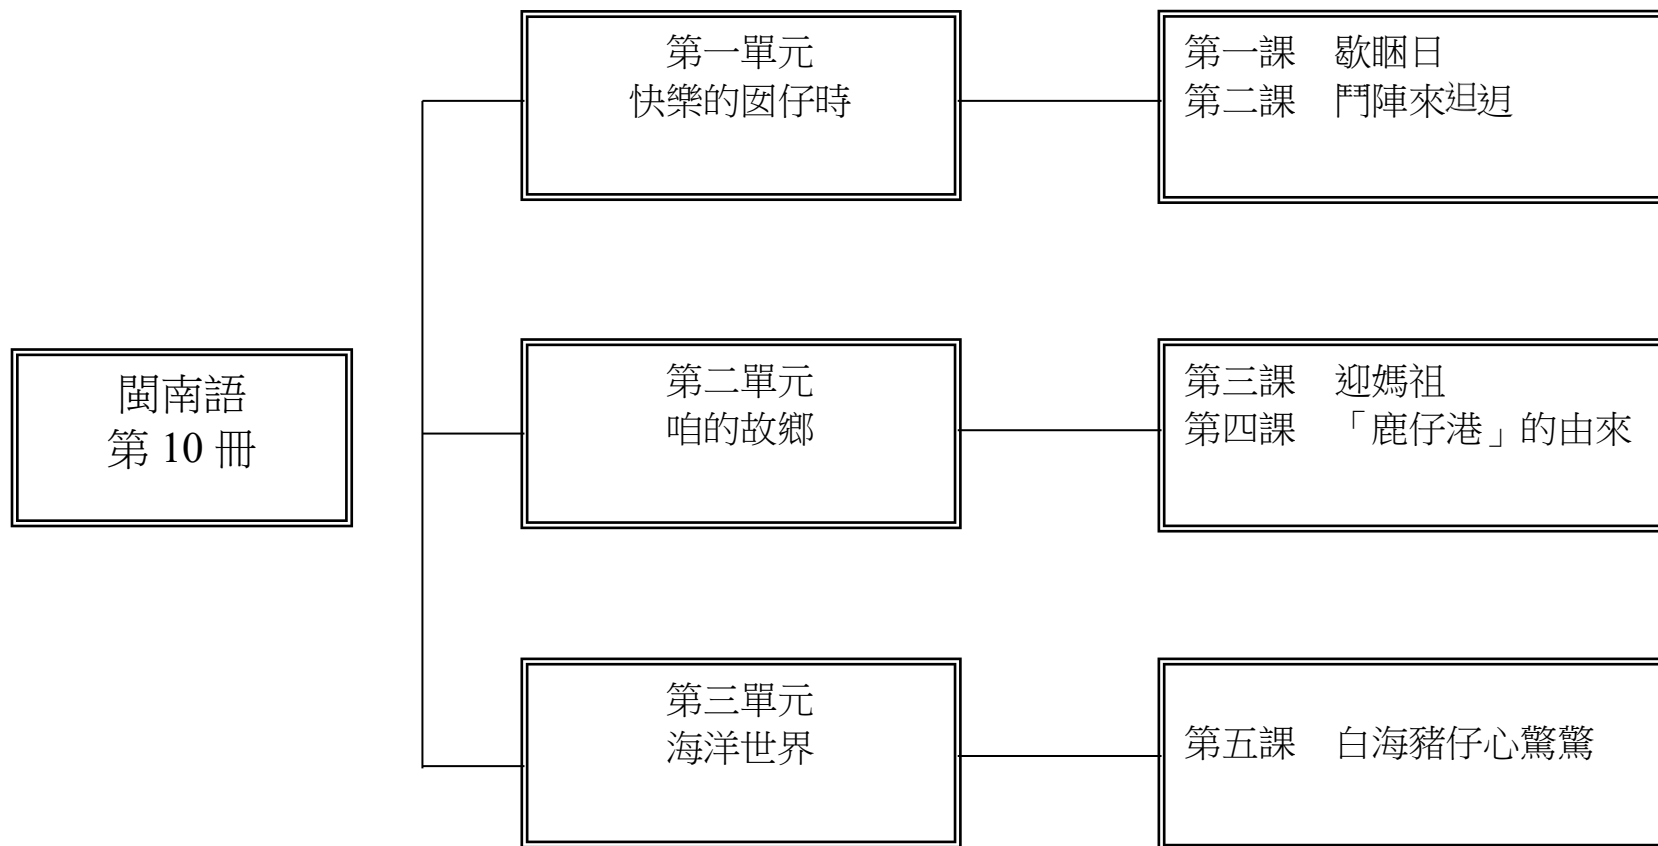 閩南語
第 10 冊
第一單元
快樂的囡仔時
第一課　歇睏日
第二課　鬥陣來𨑨迌
第二單元
咱的故鄉
第三課　迎媽祖
第四課　「鹿仔港」的由來
第三單元
海洋世界
第五課　白海豬仔心驚驚